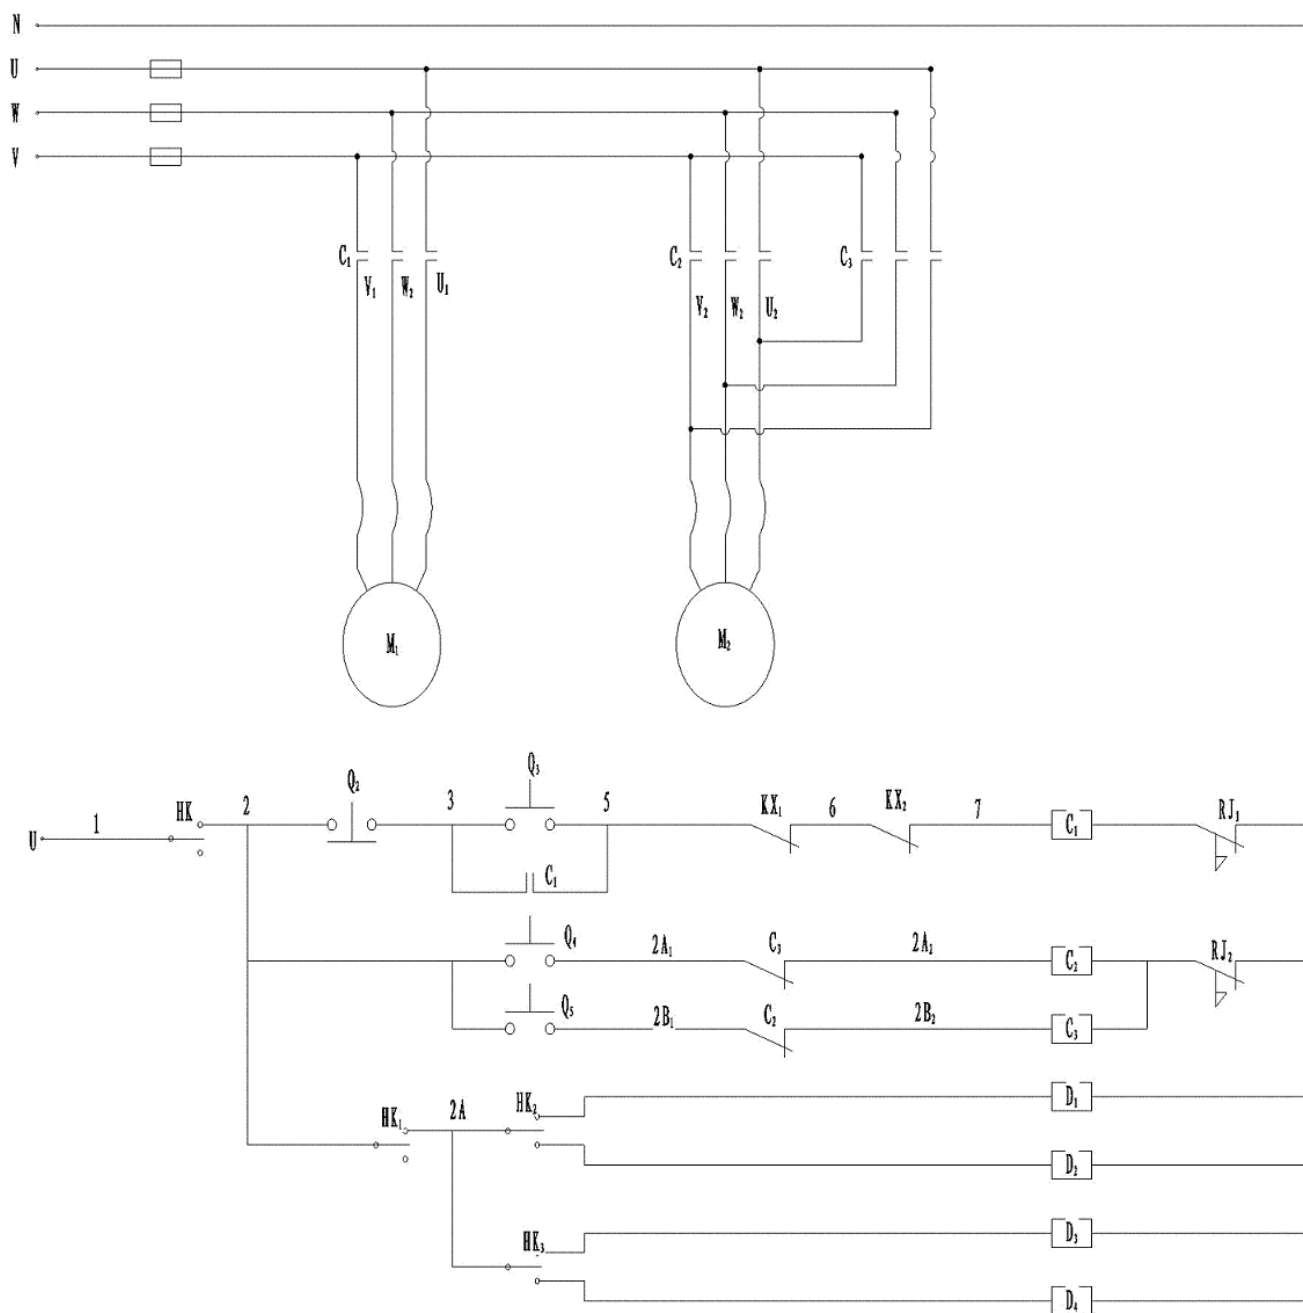 N
U
W
V
C₁
V₁
W₂
U₁
C₂
V₂
W₂
U₂
C₃
M₁
M₂
U
1
HK
2
Q₂
3
Q₃
5
KX₁
6
KX₂
7
C₁
RJ₁
C₁
Q₄
2A₁
C₃
2A₂
C₂
RJ₂
Q₅
2B₁
C₂
2B₂
C₃
HK₁
2A
HK₂
D₁
D₂
HK₃
D₃
D₄